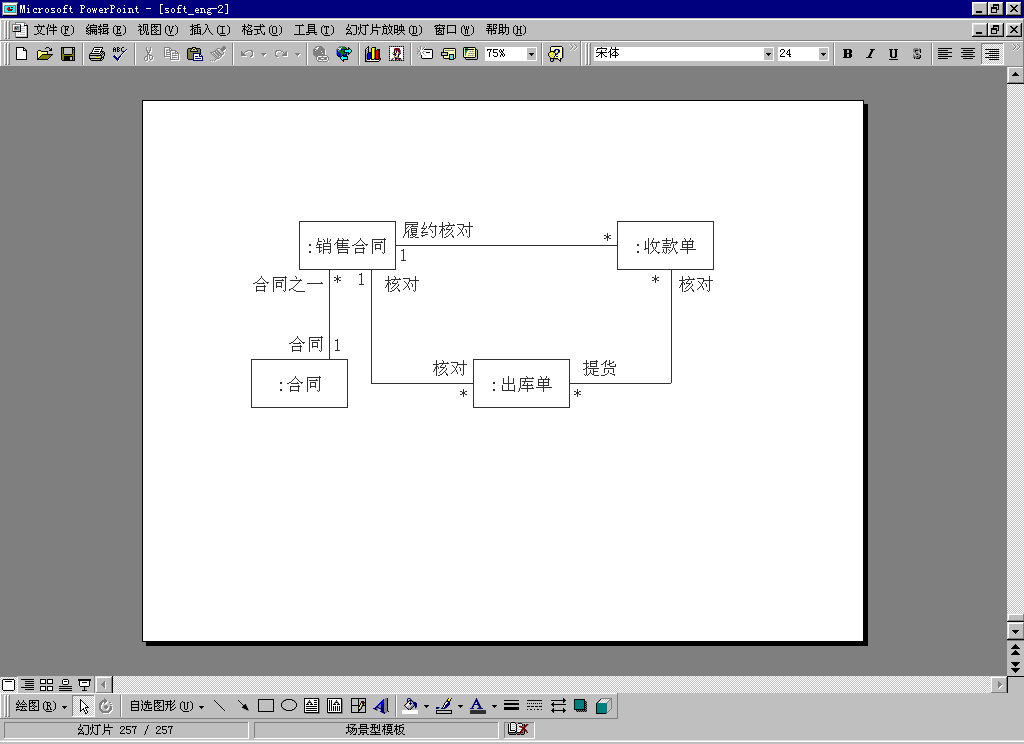 Microsoft PowerPoint - [soft_eng-2]
文件(F) 编辑(E) 视图(V) 插入(I) 格式(O) 工具(T) 幻灯片放映(D) 窗口(W) 帮助(H)
ABC 75% ? 宋体 24 B I U S
:销售合同 履约核对 * :收款单
1
合同之一 * 1 核对 * 核对
合同 1
:合同 核对 :出库单 提货
* *
绘图(R) 自选图形(U) A
幻灯片 257 / 257 场景型模板